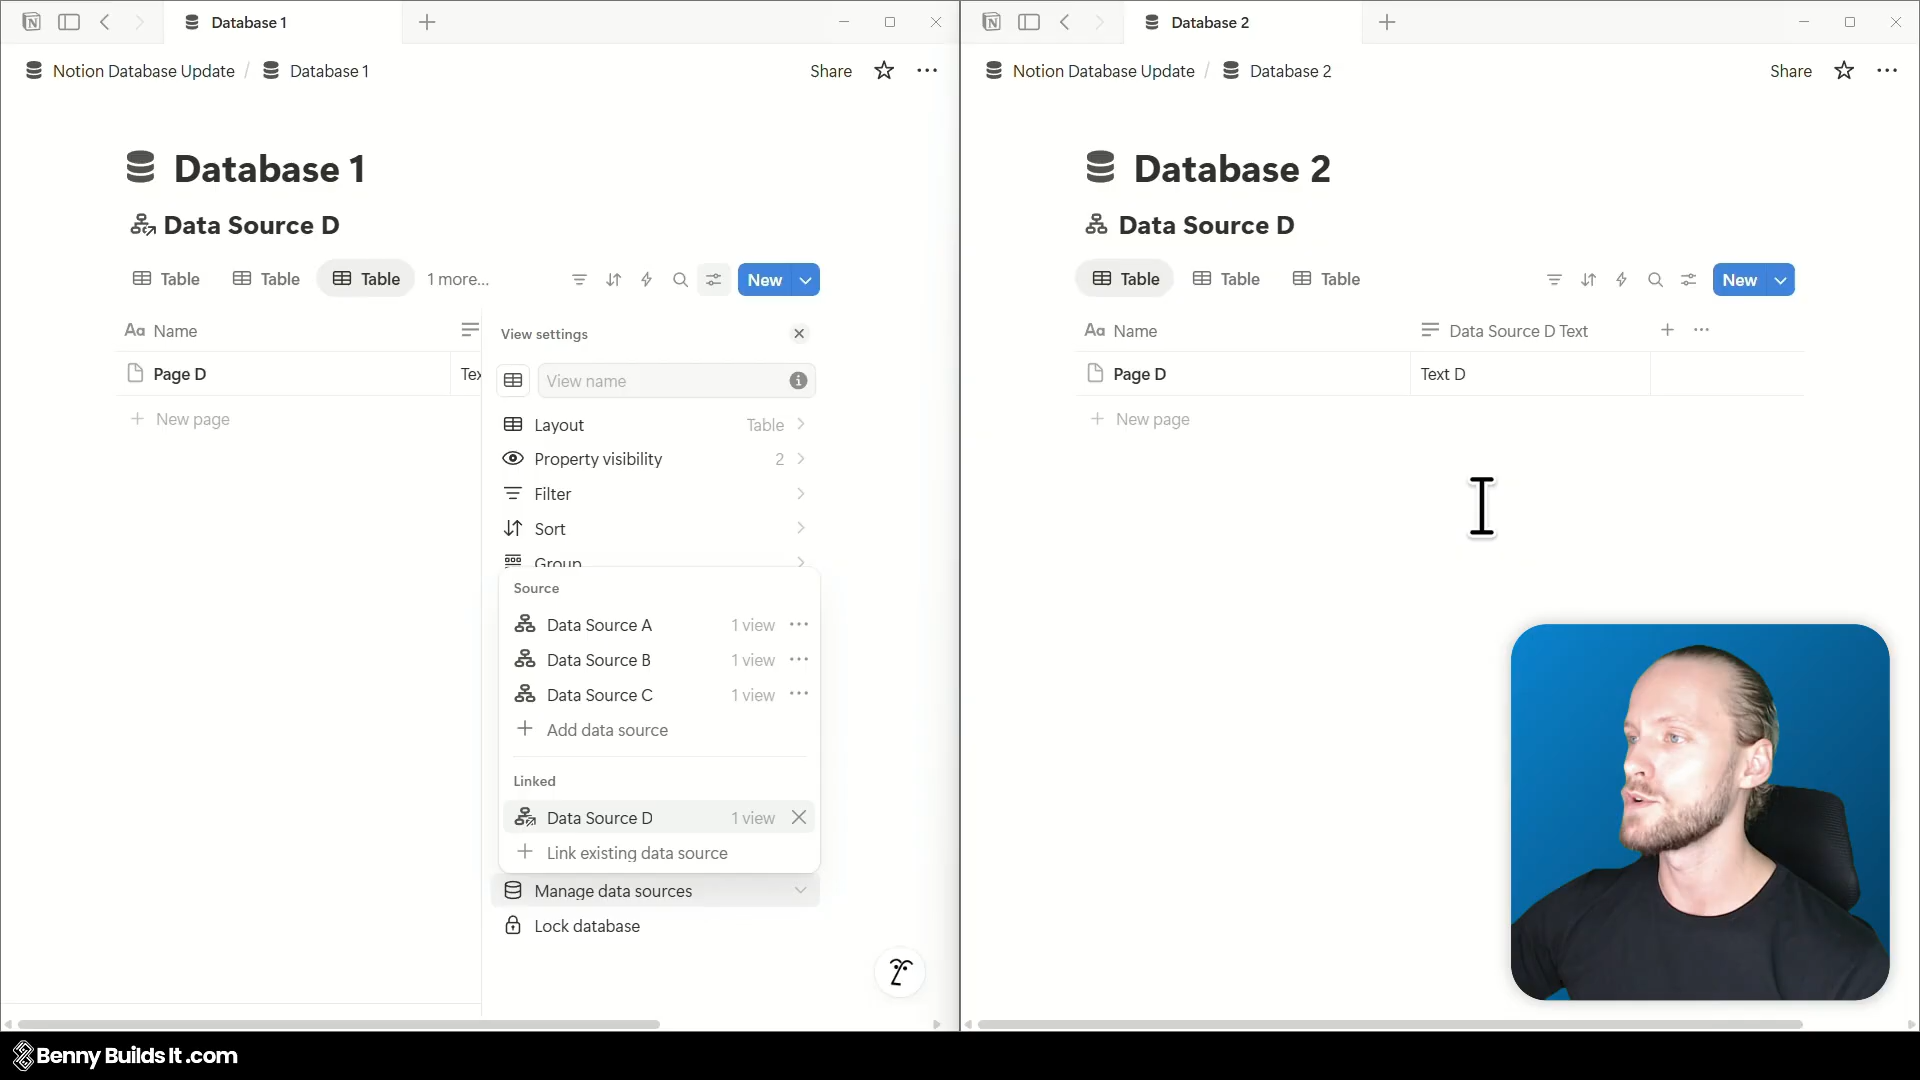 Database 1
Notion Database Update / Database 1
Share
Database 1
Data Source D
Table
Table
Table
1 more...
New
Aa Name
Page D
Tex
New page
View settings
View name
Layout
Table
Property visibility
2
Filter
Sort
Group
Source
Data Source A
1 view
Data Source B
1 view
Data Source C
1 view
Add data source
Linked
Data Source D
1 view
Link existing data source
Manage data sources
Lock database
Database 2
Notion Database Update / Database 2
Share
Database 2
Data Source D
Table
Table
Table
New
Aa Name
Data Source D Text
Page D
Text D
New page
Benny Builds It .com